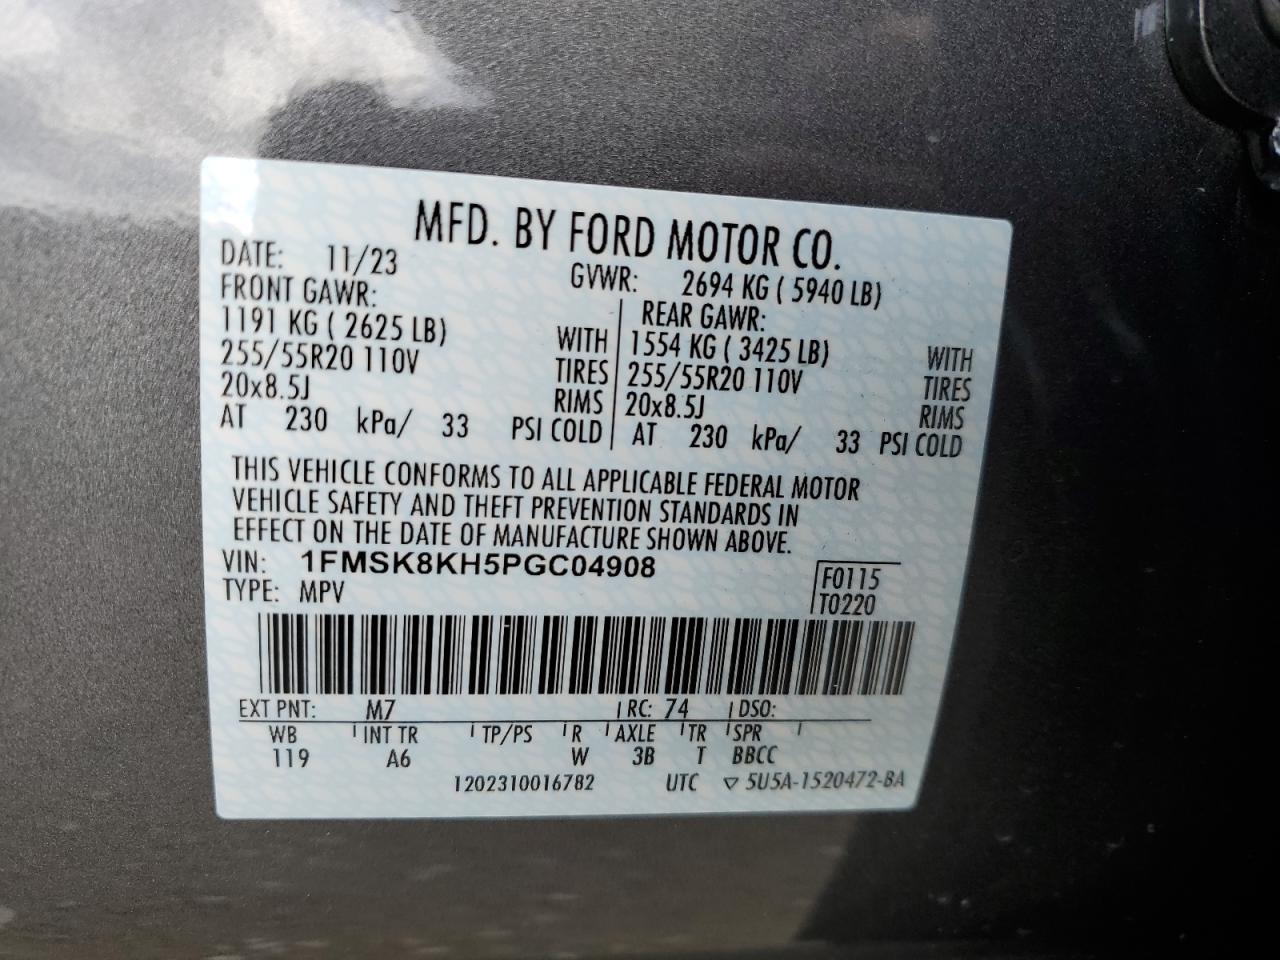 MFD. BY FORD MOTOR CO.
DATE: 11/23 GVWR: 2694 KG ( 5940 LB)
FRONT GAWR: REAR GAWR:
1191 KG ( 2625 LB) WITH 1554 KG ( 3425 LB) WITH
255/55R20 110V TIRES 255/55R20 110V TIRES
20x8.5J RIMS 20x8.5J RIMS
AT 230 kPa/ 33 PSI COLD AT 230 kPa/ 33 PSI COLD
THIS VEHICLE CONFORMS TO ALL APPLICABLE FEDERAL MOTOR
VEHICLE SAFETY AND THEFT PREVENTION STANDARDS IN
EFFECT ON THE DATE OF MANUFACTURE SHOWN ABOVE.
VIN: 1FMSK8KH5PGC04908 F0115
TYPE: MPV T0220
EXT PNT: M7 RC: 74 DSO:
WB INT TR TP/PS R AXLE TR SPR
119 A6 W 3B T BBCC
1202310016782 UTC ▽ 5U5A-1520472-BA